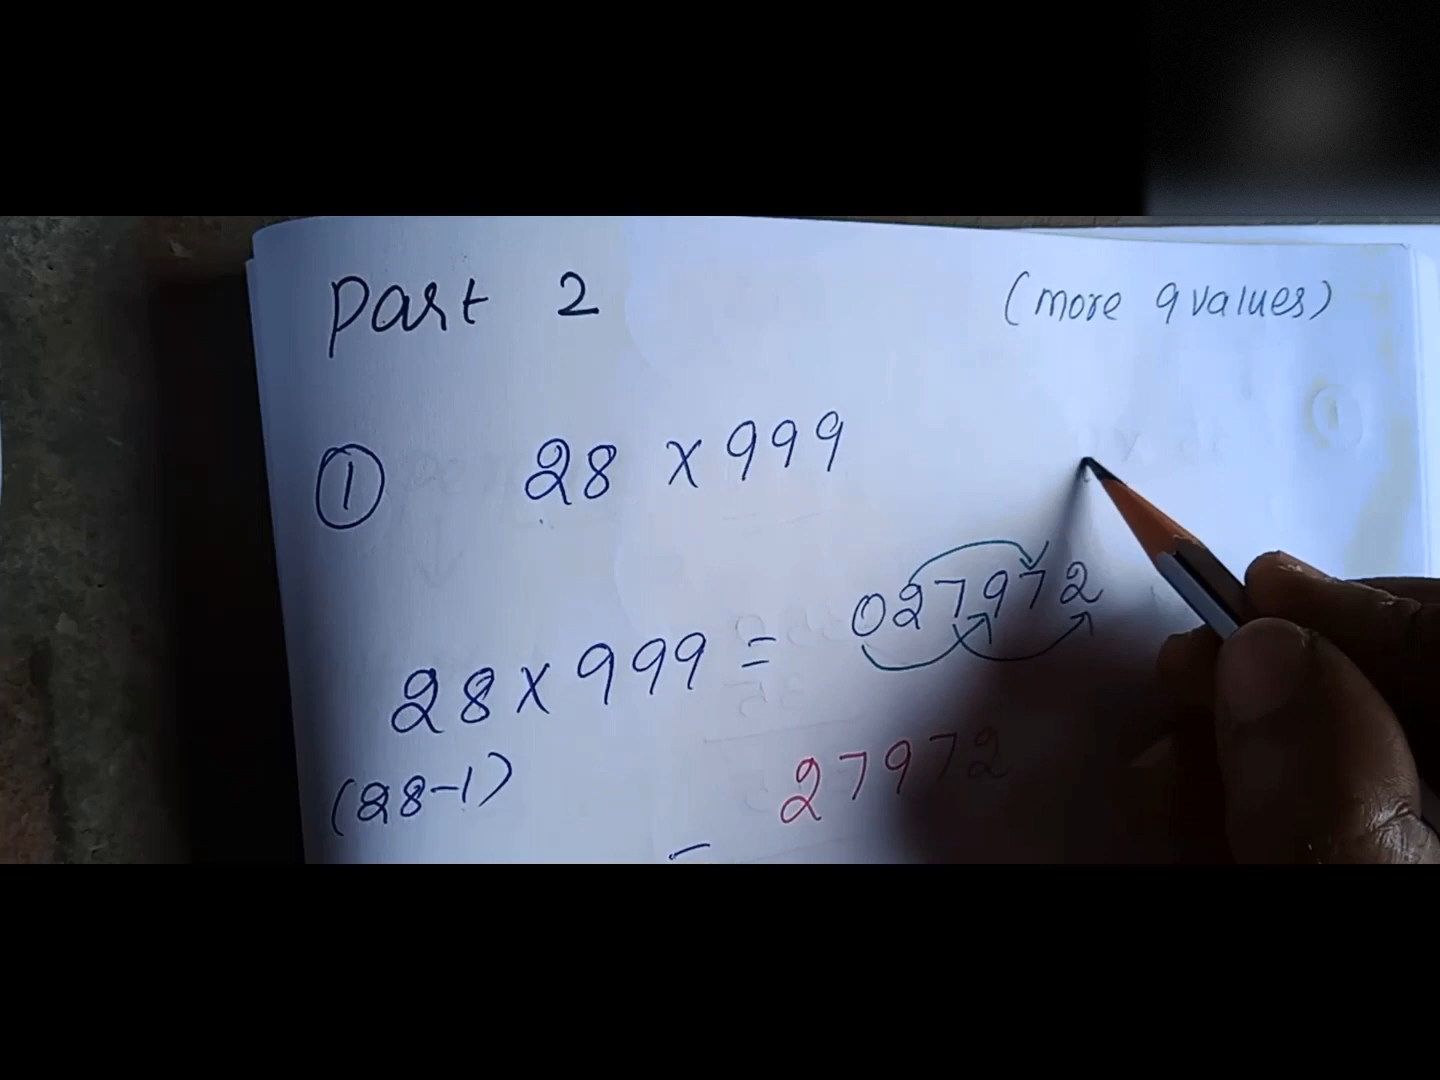 Part 2 (more 9 values)
① 28 x 999
28 x 999 = 027972
(28-1) 27972